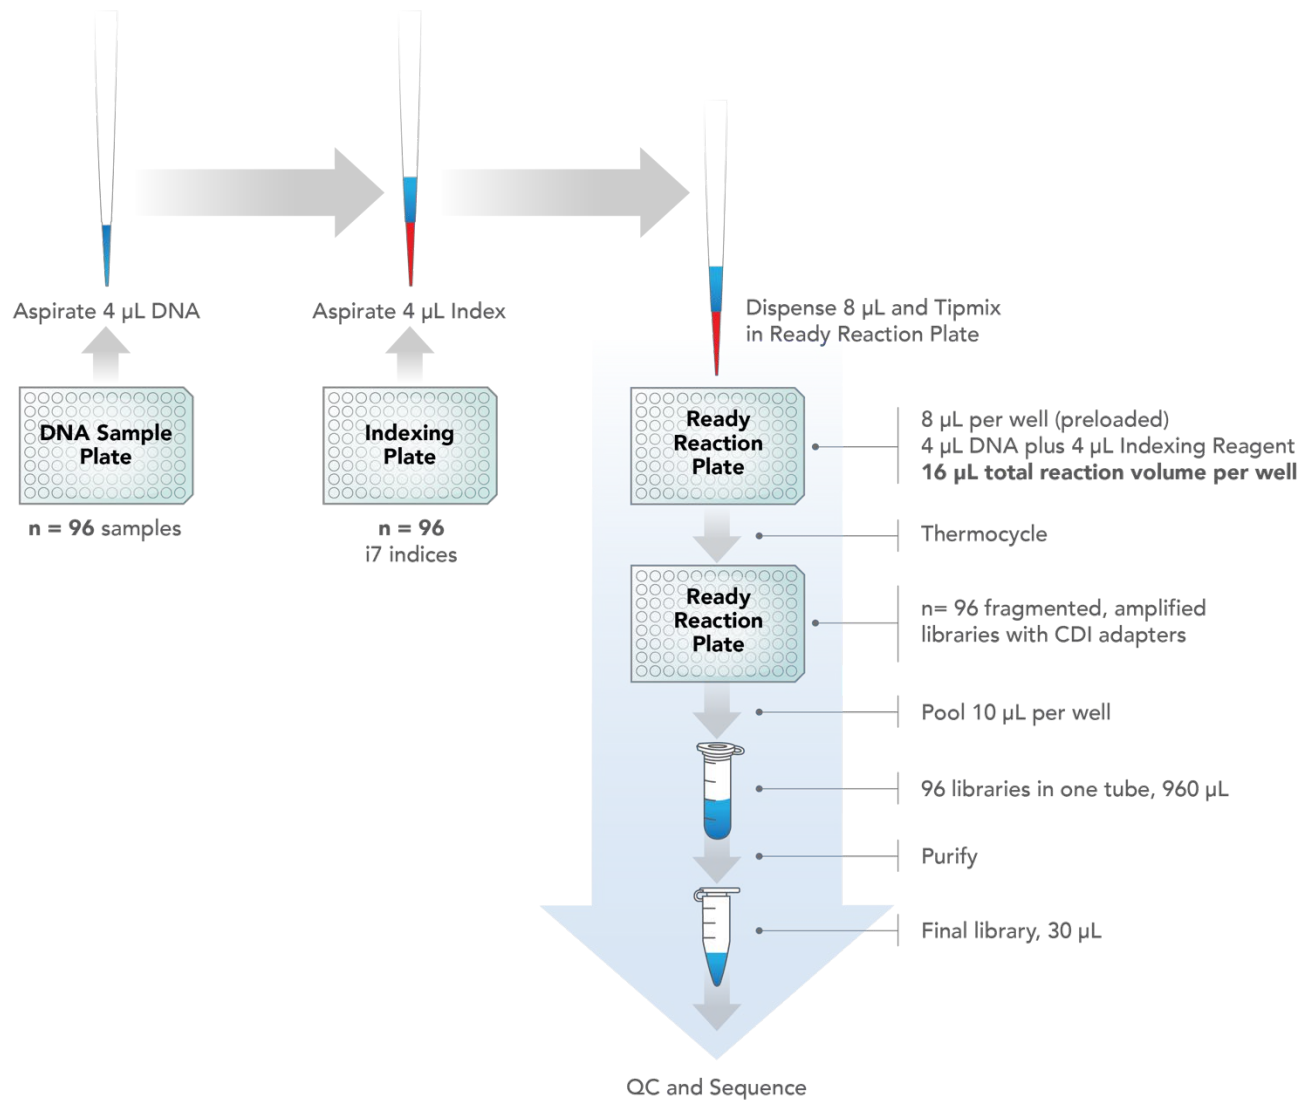 Aspirate 4 µL DNA
Aspirate 4 µL Index
Dispense 8 µL and Tipmix
in Ready Reaction Plate
DNA Sample
Plate
n = 96 samples
Indexing
Plate
n = 96
i7 indices
Ready
Reaction
Plate
8 µL per well (preloaded)
4 µL DNA plus 4 µL Indexing Reagent
16 µL total reaction volume per well
Thermocycle
Ready
Reaction
Plate
n= 96 fragmented, amplified
libraries with CDI adapters
Pool 10 µL per well
96 libraries in one tube, 960 µL
Purify
Final library, 30 µL
QC and Sequence